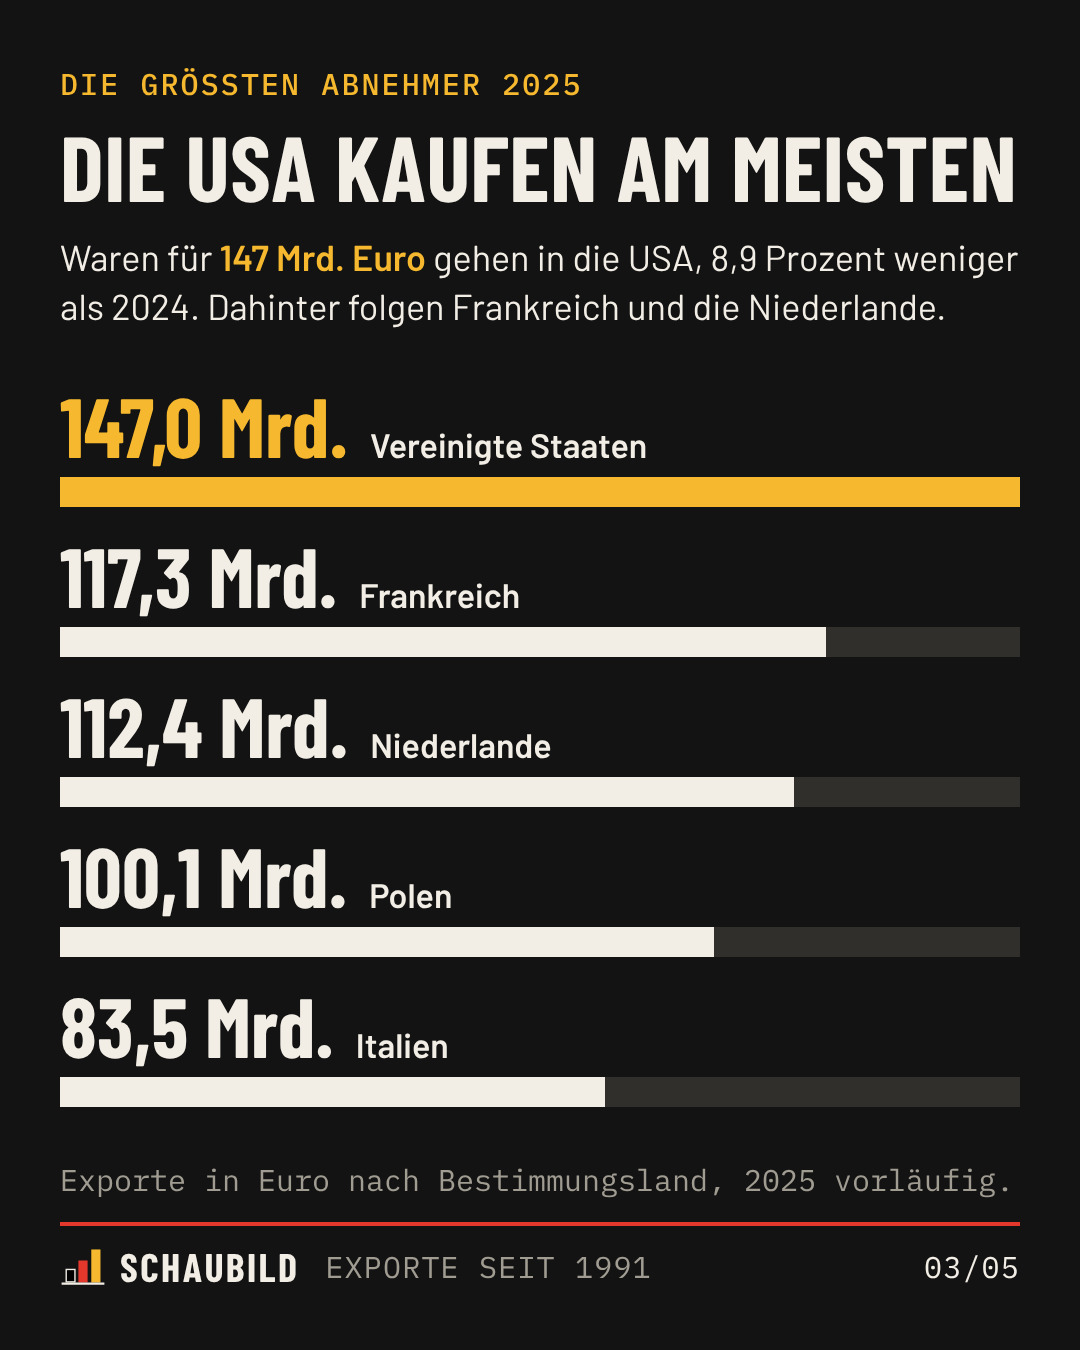 DIE GRÖSSTEN ABNEHMER 2025
DIE USA KAUFEN AM MEISTEN
Waren für 147 Mrd. Euro gehen in die USA, 8,9 Prozent weniger
als 2024. Dahinter folgen Frankreich und die Niederlande.
147,0 Mrd. Vereinigte Staaten
117,3 Mrd. Frankreich
112,4 Mrd. Niederlande
100,1 Mrd. Polen
83,5 Mrd. Italien
Exporte in Euro nach Bestimmungsland, 2025 vorläufig.
SCHAUBILD EXPORTE SEIT 1991 03/05